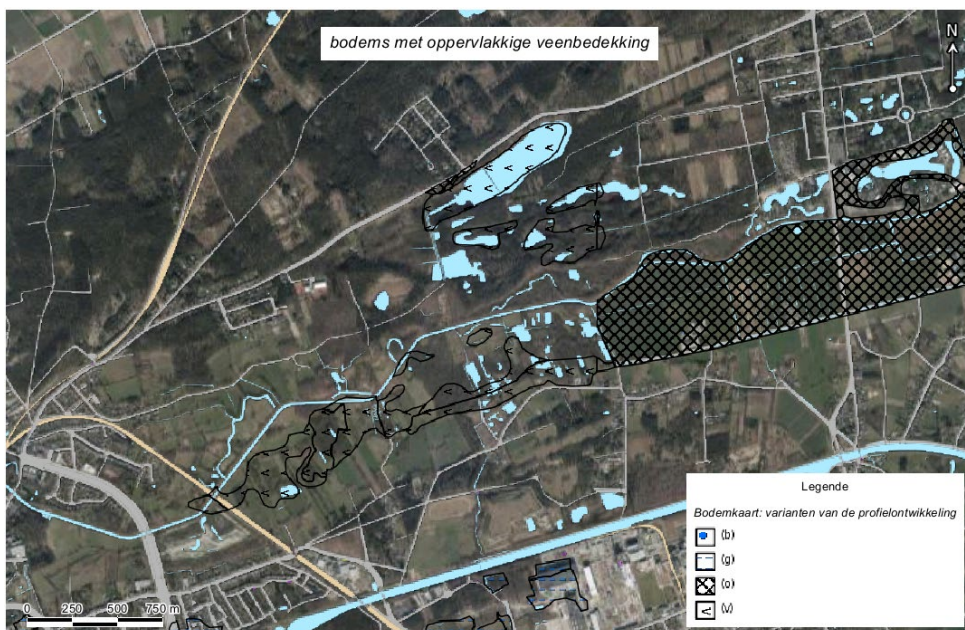 bodems met oppervlakkige veenbedekking
N
Legende
Bodemkaart: varianten van de profielontwikkeling
(b)
(g)
(o)
(v)
0 250 500 750 m